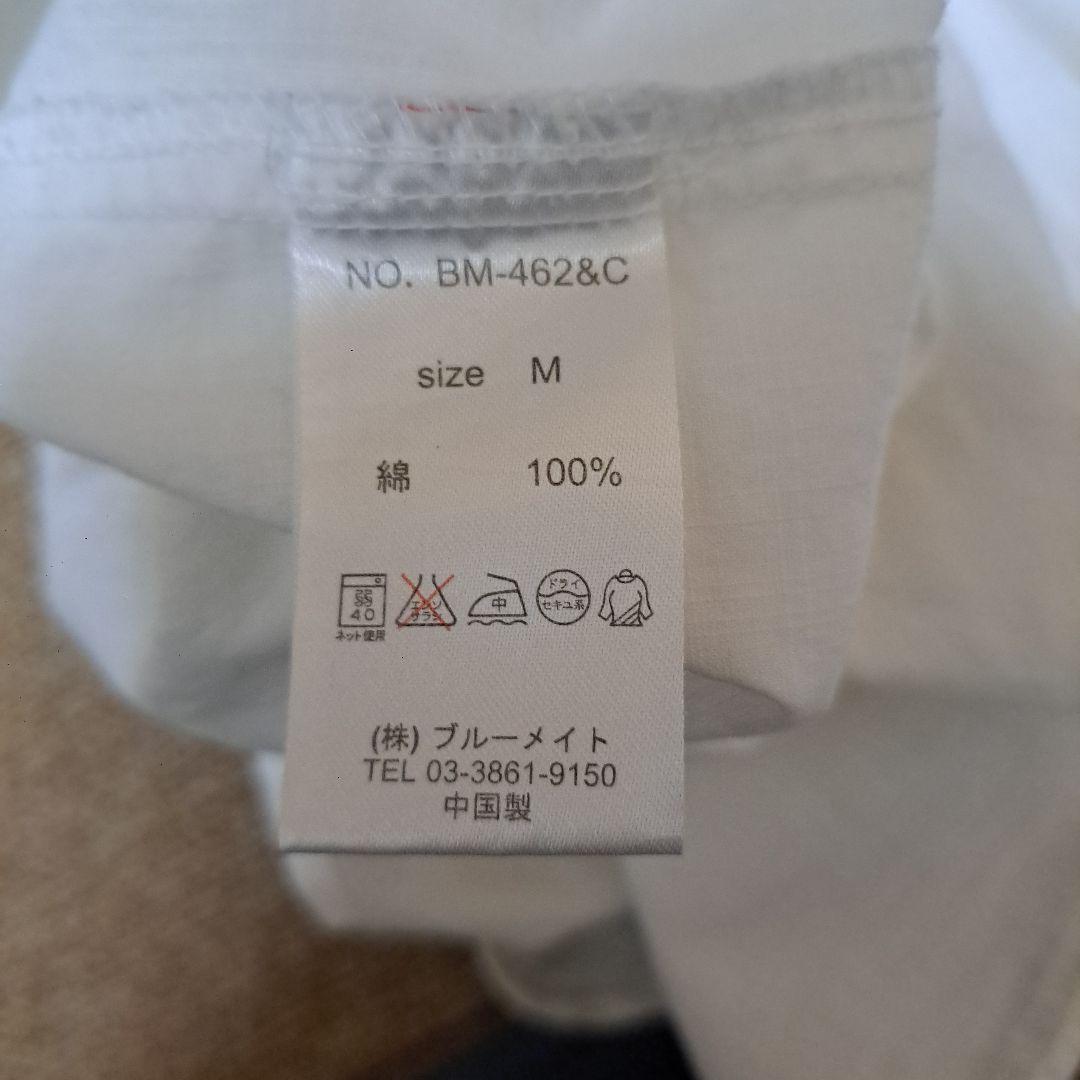 NO. BM-462&C
size M
綿 100%
弱
40
ネット使用
エンソ
サラシ
中
ドライ
セキユ系
(株) ブルーメイト
TEL 03-3861-9150
中国製